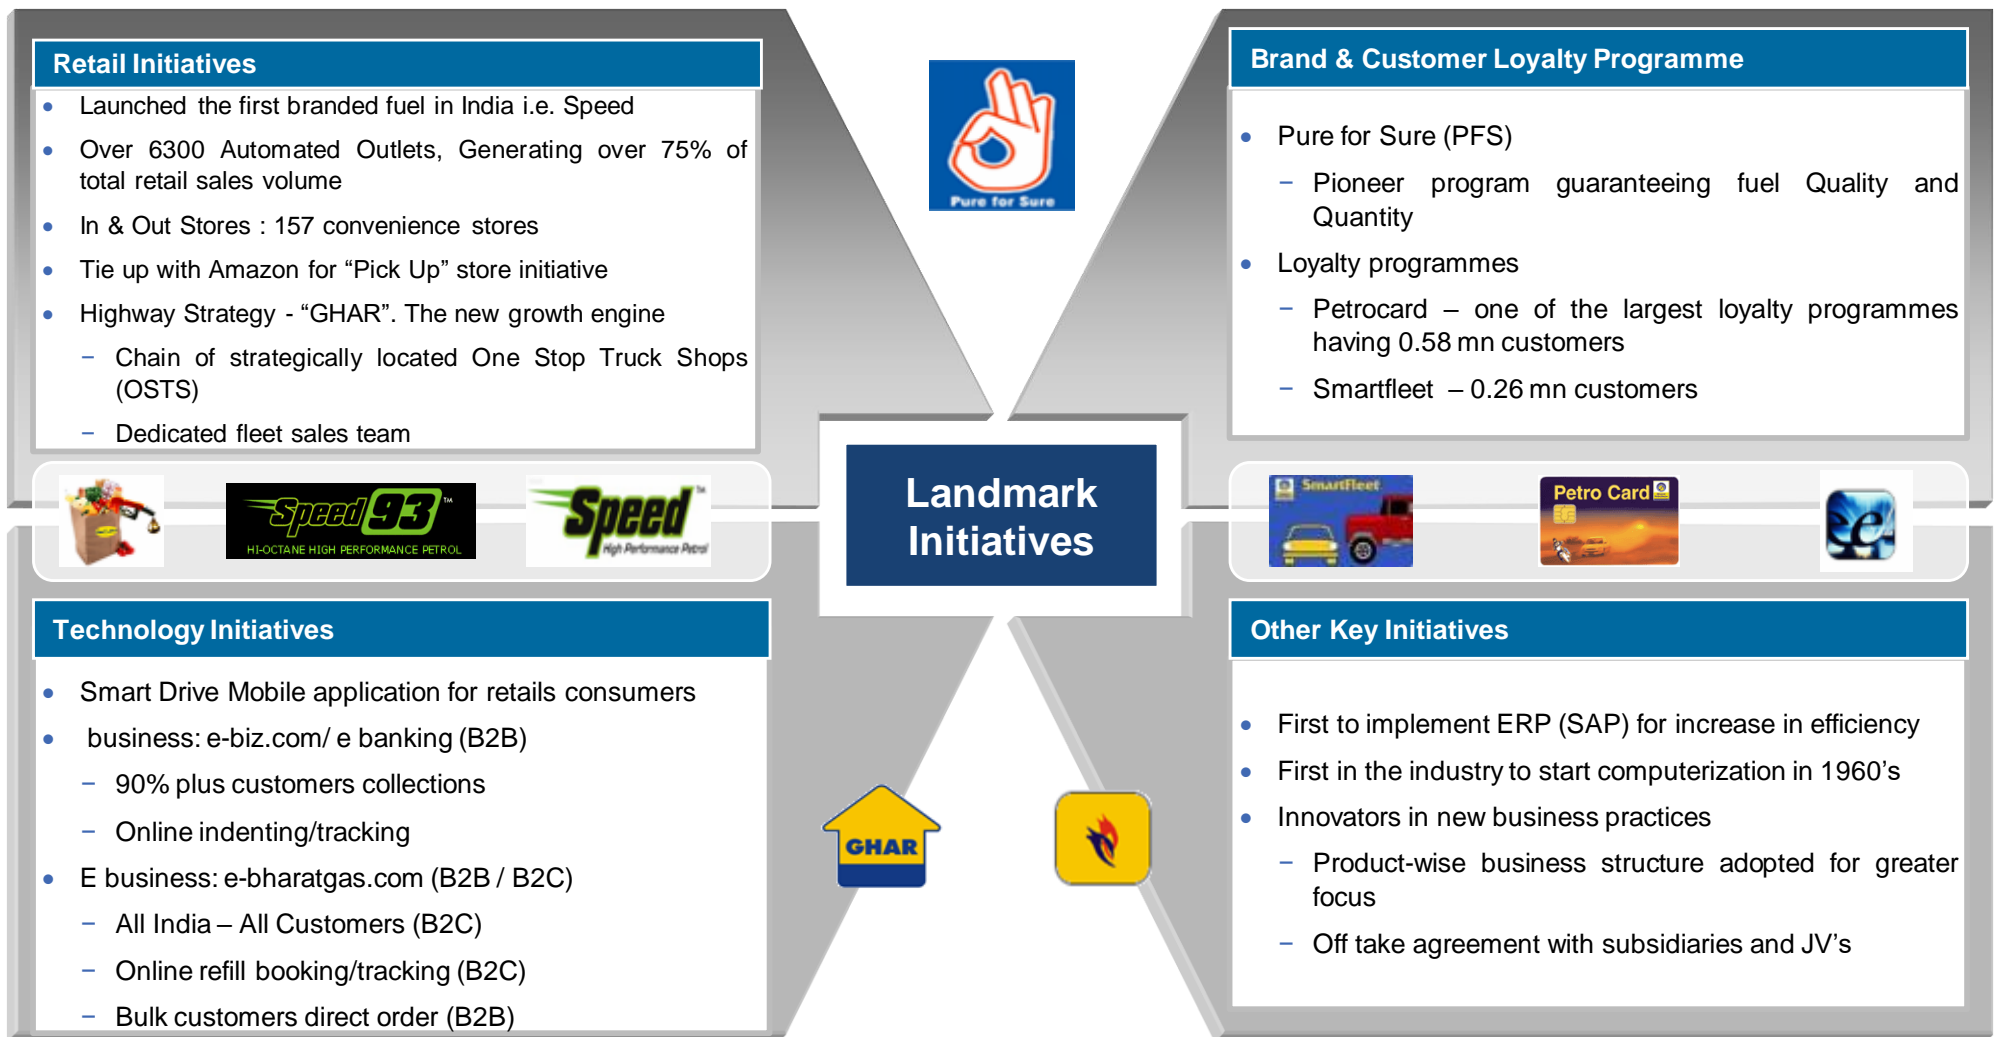 Retail Initiatives
• Launched the first branded fuel in India i.e. Speed
• Over 6300 Automated Outlets, Generating over 75% of
total retail sales volume
• In & Out Stores : 157 convenience stores
• Tie up with Amazon for “Pick Up” store initiative
• Highway Strategy - “GHAR”. The new growth engine
− Chain of strategically located One Stop Truck Shops
(OSTS)
− Dedicated fleet sales team
Pure for Sure
Brand & Customer Loyalty Programme
• Pure for Sure (PFS)
− Pioneer program guaranteeing fuel Quality and
Quantity
• Loyalty programmes
− Petrocard – one of the largest loyalty programmes
having 0.58 mn customers
− Smartfleet – 0.26 mn customers
Speed 93™
HI-OCTANE HIGH PERFORMANCE PETROL
Speed™
High Performance Petrol
Landmark
Initiatives
SmartFleet
Petro Card
Technology Initiatives
• Smart Drive Mobile application for retails consumers
• business: e-biz.com/ e banking (B2B)
− 90% plus customers collections
− Online indenting/tracking
• E business: e-bharatgas.com (B2B / B2C)
− All India – All Customers (B2C)
− Online refill booking/tracking (B2C)
− Bulk customers direct order (B2B)
GHAR
Other Key Initiatives
• First to implement ERP (SAP) for increase in efficiency
• First in the industry to start computerization in 1960’s
• Innovators in new business practices
− Product-wise business structure adopted for greater
focus
− Off take agreement with subsidiaries and JV’s